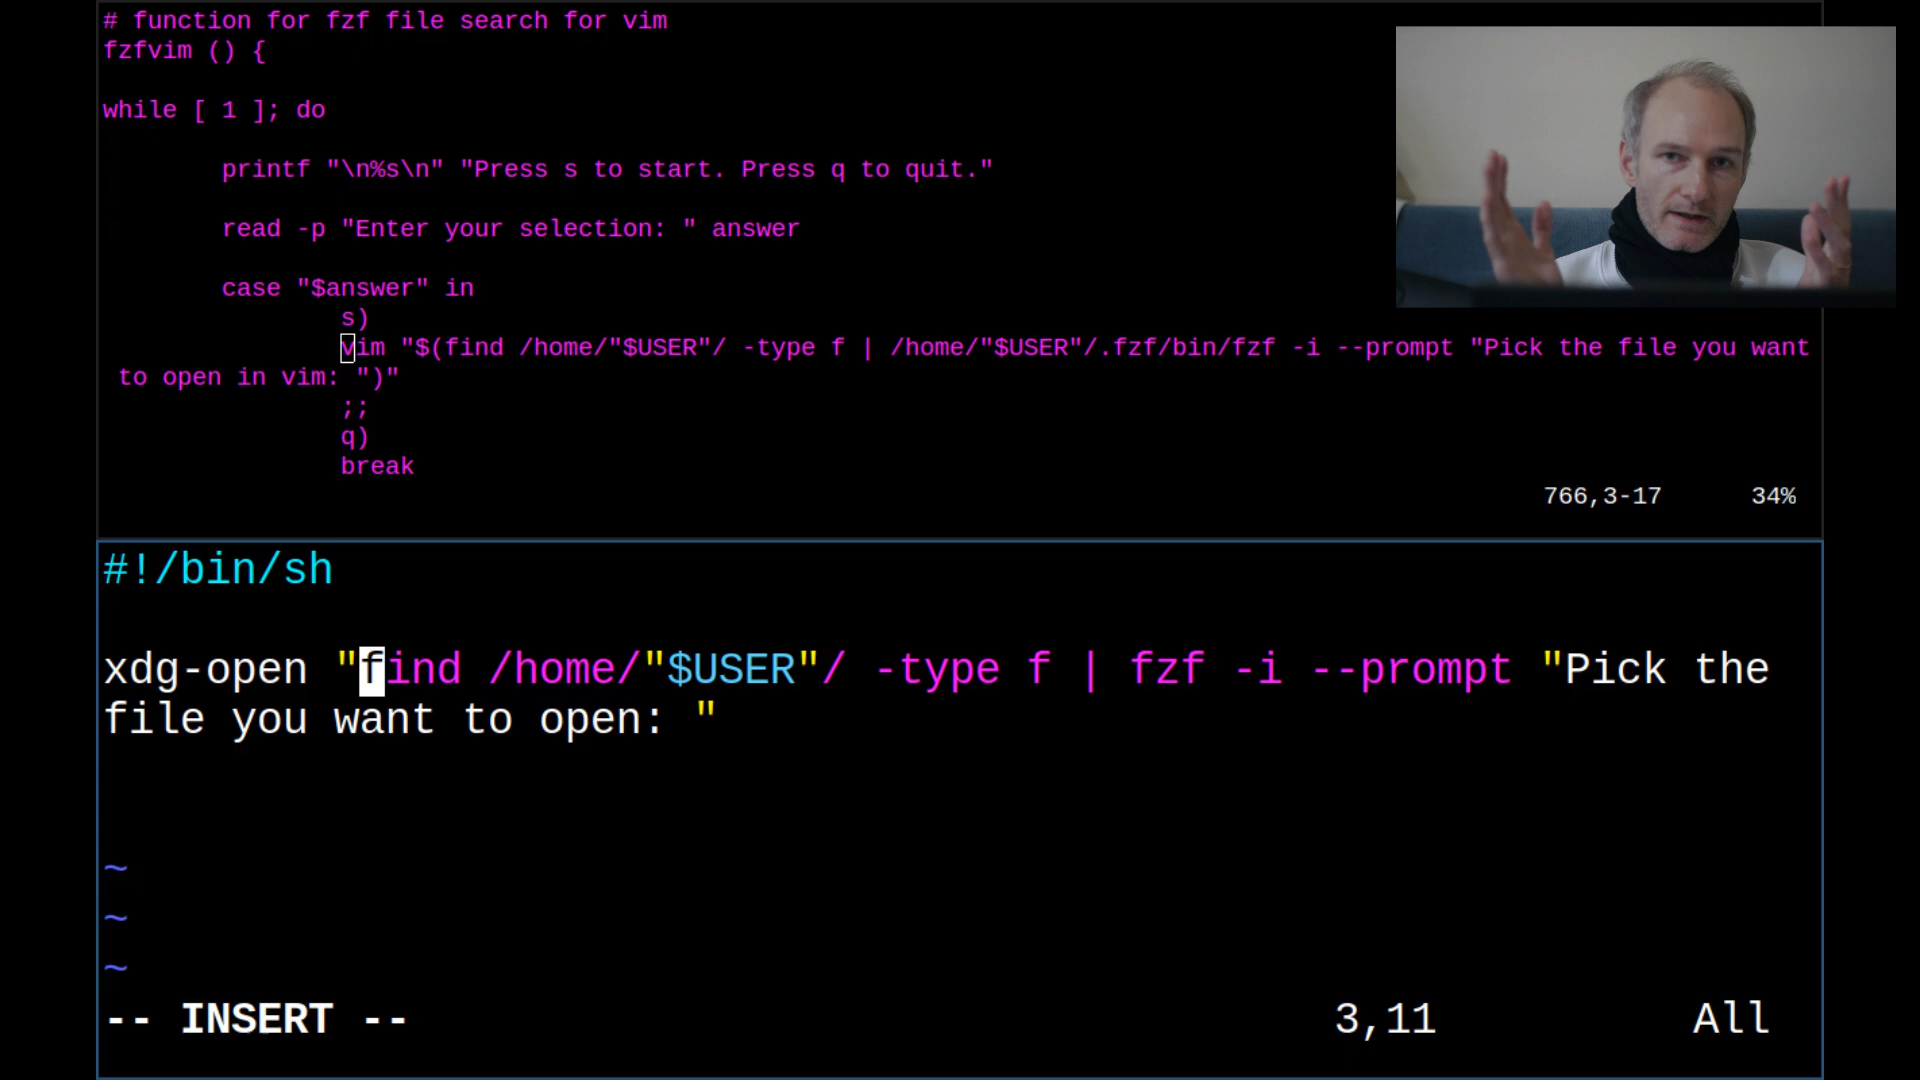 # function for fzf file search for vim
fzfvim () {
while [ 1 ]; do
printf "\n%s\n" "Press s to start. Press q to quit."
read -p "Enter your selection: " answer
case "$answer" in
s)
vim "$(find /home/"$USER"/ -type f | /home/"$USER"/.fzf/bin/fzf -i --prompt "Pick the file you want
to open in vim: ")"
;;
q)
break
766,3-17 34%
#!/bin/sh
xdg-open "find /home/"$USER"/ -type f | fzf -i --prompt "Pick the
file you want to open: "
~
~
~
-- INSERT -- 3,11 All